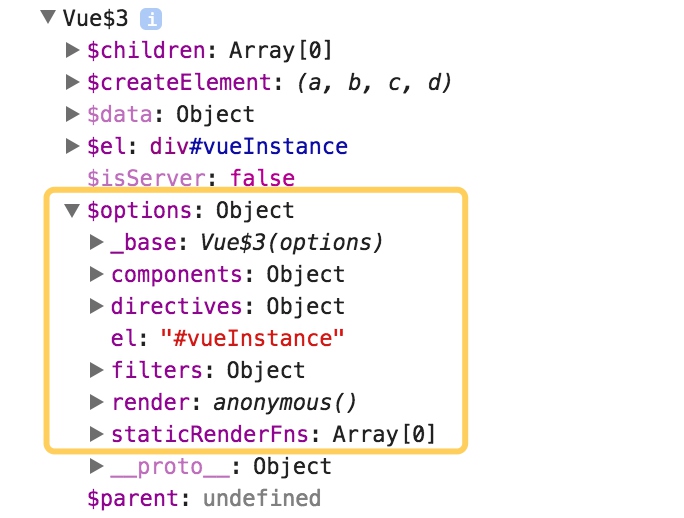 Vue$3 i
$children: Array[0]
$createElement: (a, b, c, d)
$data: Object
$el: div#vueInstance
$isServer: false
$options: Object
_base: Vue$3(options)
components: Object
directives: Object
el: "#vueInstance"
filters: Object
render: anonymous()
staticRenderFns: Array[0]
__proto__: Object
$parent: undefined